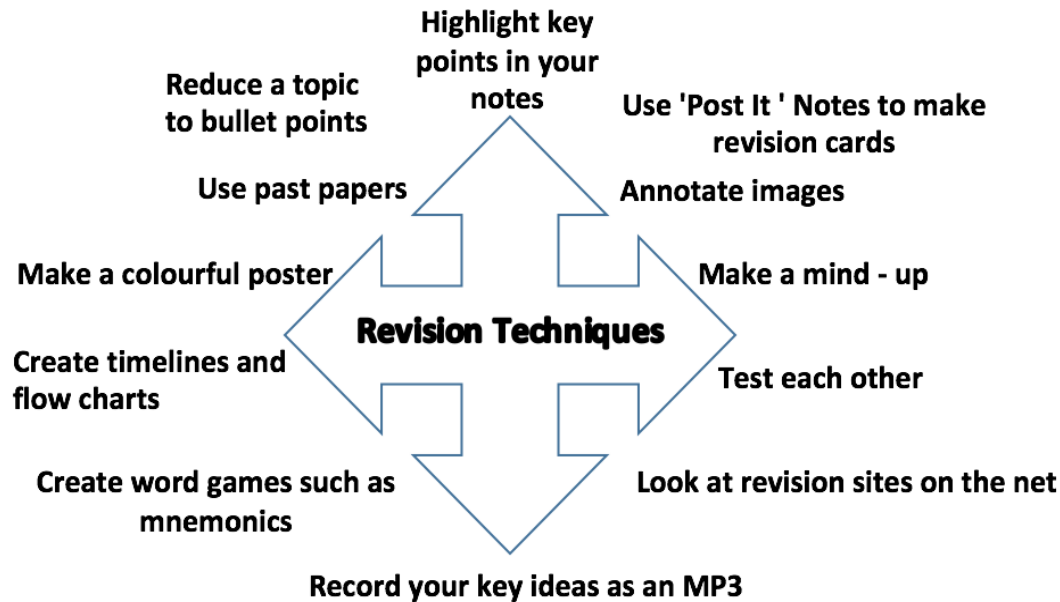 Highlight key
points in your
notes
Reduce a topic
to bullet points
Use 'Post It ' Notes to make
revision cards
Use past papers
Annotate images
Make a colourful poster
Make a mind - up
Revision Techniques
Create timelines and
flow charts
Test each other
Create word games such as
mnemonics
Look at revision sites on the net
Record your key ideas as an MP3